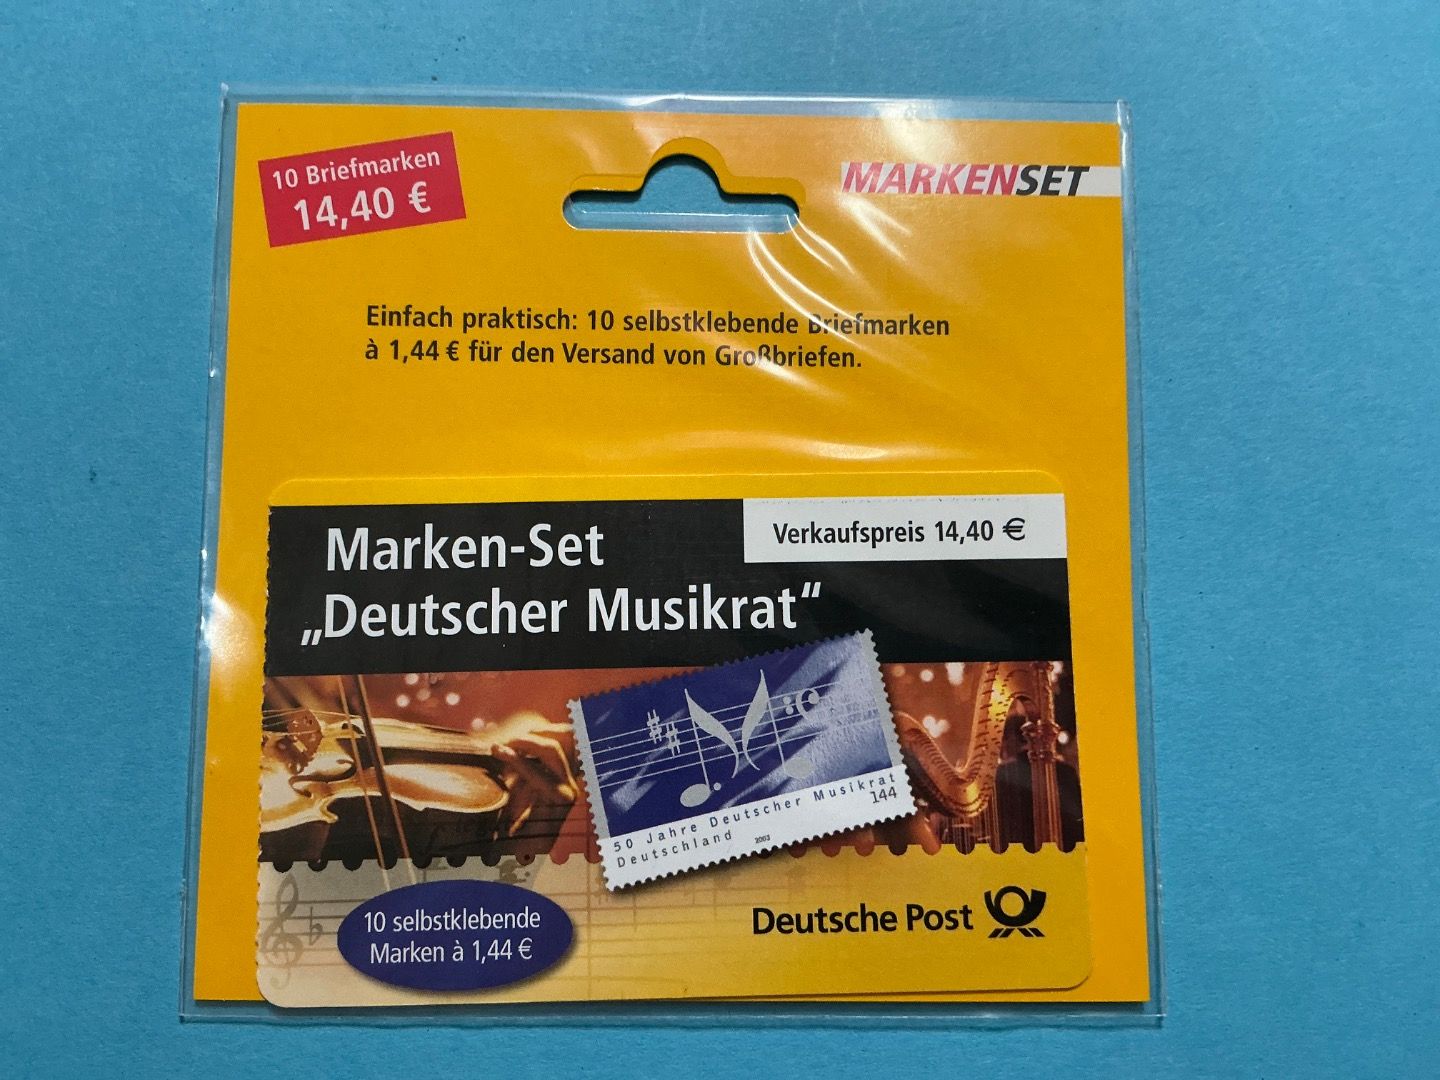 10 Briefmarken
14,40 €
MARKENSET
Einfach praktisch: 10 selbstklebende Briefmarken
à 1,44 € für den Versand von Großbriefen.
Marken-Set
„Deutscher Musikrat“
Verkaufspreis 14,40 €
50 Jahre Deutscher Musikrat
144
Deutschland
2003
10 selbstklebende
Marken à 1,44 €
Deutsche Post